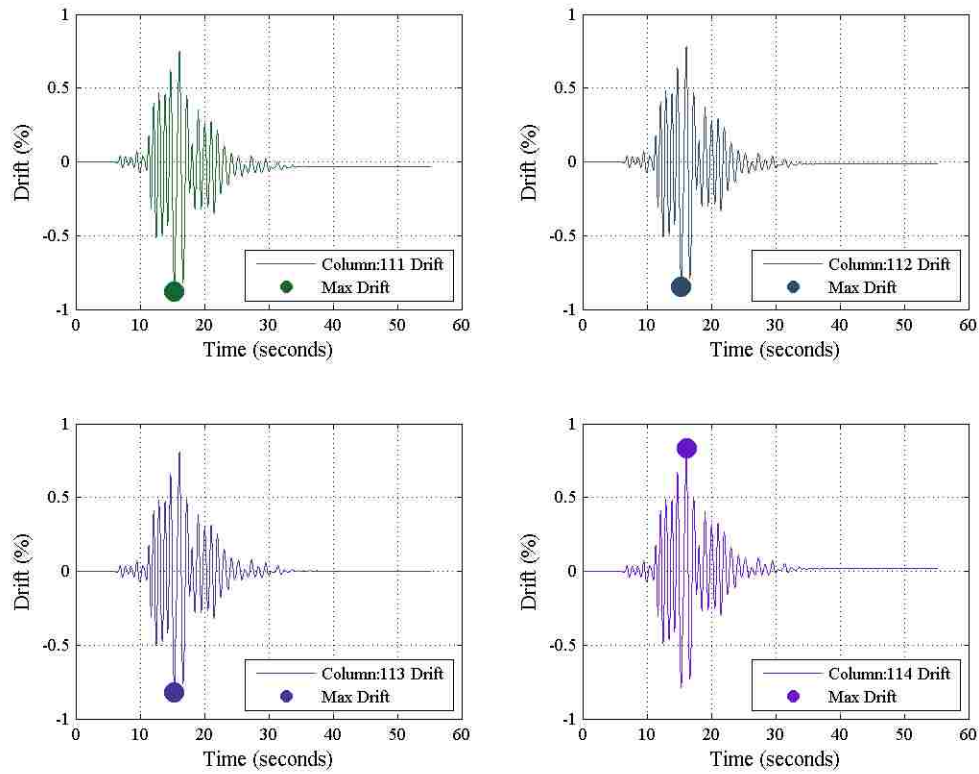 1
0.5
0
-0.5
-1
Drift (%)
0 10 20 30 40 50 60
Time (seconds)
Column:111 Drift
Max Drift
1
0.5
0
-0.5
-1
Drift (%)
0 10 20 30 40 50 60
Time (seconds)
Column:112 Drift
Max Drift
1
0.5
0
-0.5
-1
Drift (%)
0 10 20 30 40 50 60
Time (seconds)
Column:113 Drift
Max Drift
1
0.5
0
-0.5
-1
Drift (%)
0 10 20 30 40 50 60
Time (seconds)
Column:114 Drift
Max Drift